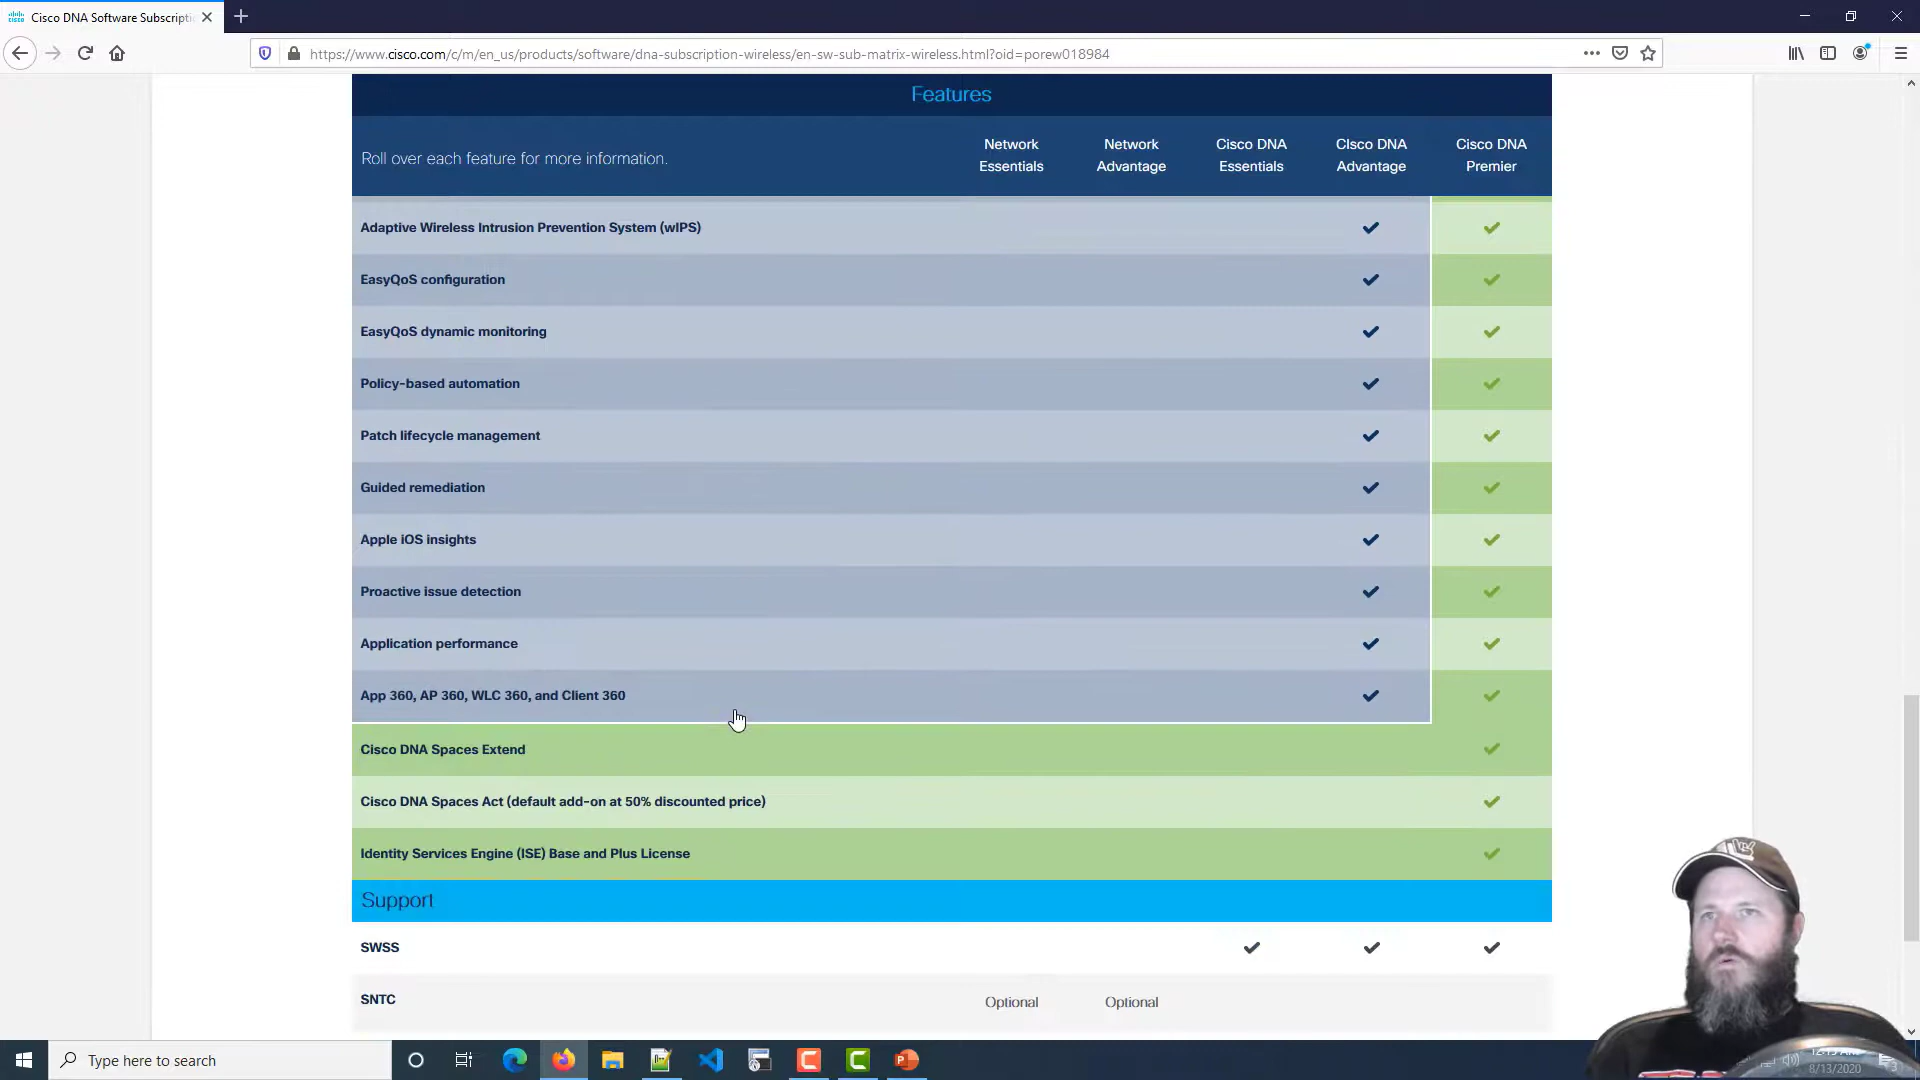 Cisco DNA Software Subscripti
https://www.cisco.com/c/m/en_us/products/software/dna-subscription-wireless/en-sw-sub-matrix-wireless.html?oid=porew018984
Features
Roll over each feature for more information.
Network Essentials
Network Advantage
Cisco DNA Essentials
Cisco DNA Advantage
Cisco DNA Premier
Adaptive Wireless Intrusion Prevention System (wIPS)
EasyQoS configuration
EasyQoS dynamic monitoring
Policy-based automation
Patch lifecycle management
Guided remediation
Apple iOS insights
Proactive issue detection
Application performance
App 360, AP 360, WLC 360, and Client 360
Cisco DNA Spaces Extend
Cisco DNA Spaces Act (default add-on at 50% discounted price)
Identity Services Engine (ISE) Base and Plus License
Support
SWSS
SNTC Optional Optional
Type here to search
8/13/2020